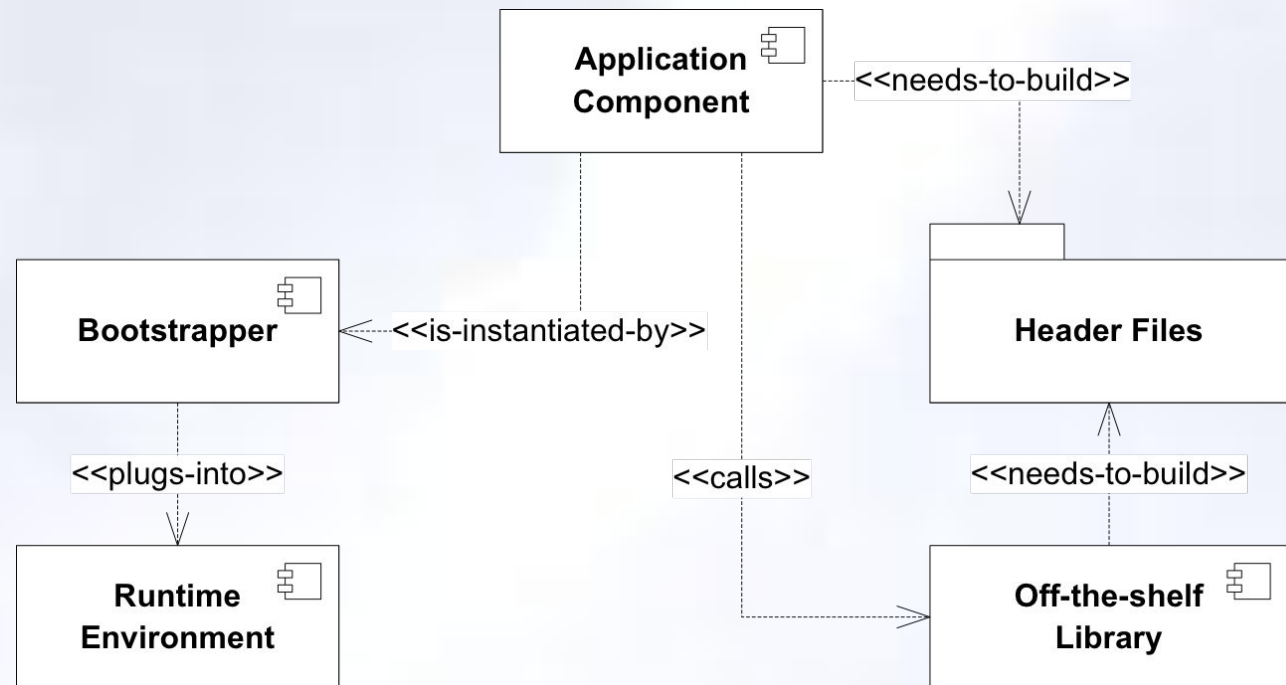 Application
Component
<<needs-to-build>>
Bootstrapper
<<is-instantiated-by>>
Header Files
<<plugs-into>>
<<calls>>
<<needs-to-build>>
Runtime
Environment
Off-the-shelf
Library